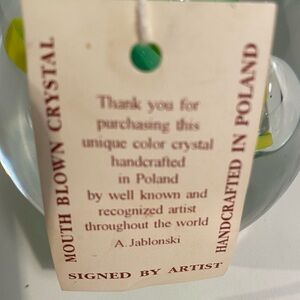 MOUTH BLOWN CRYSTAL
Thank you for
purchasing this
unique color crystal
handcrafted
in Poland
by well known and
recognized artist
throughout the world
A. Jablonski
HANDCRAFTED IN POLAND
SIGNED BY ARTIST